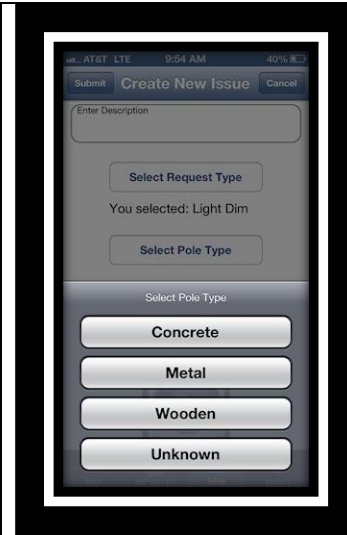 AT&T LTE 9:54 AM 40%
Submit Create New Issue Cancel
Enter Description
Select Request Type
You selected: Light Dim
Select Pole Type
Select Pole Type
Concrete
Metal
Wooden
Unknown